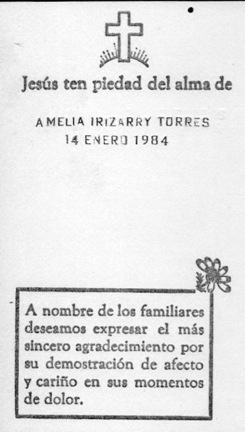 Jesús ten piedad del alma de
AMELIA IRIZARRY TORRES
14 ENERO 1984
A nombre de los familiares
deseamos expresar el más
sincero agradecimiento por
su demostración de afecto
y cariño en sus momentos
de dolor.